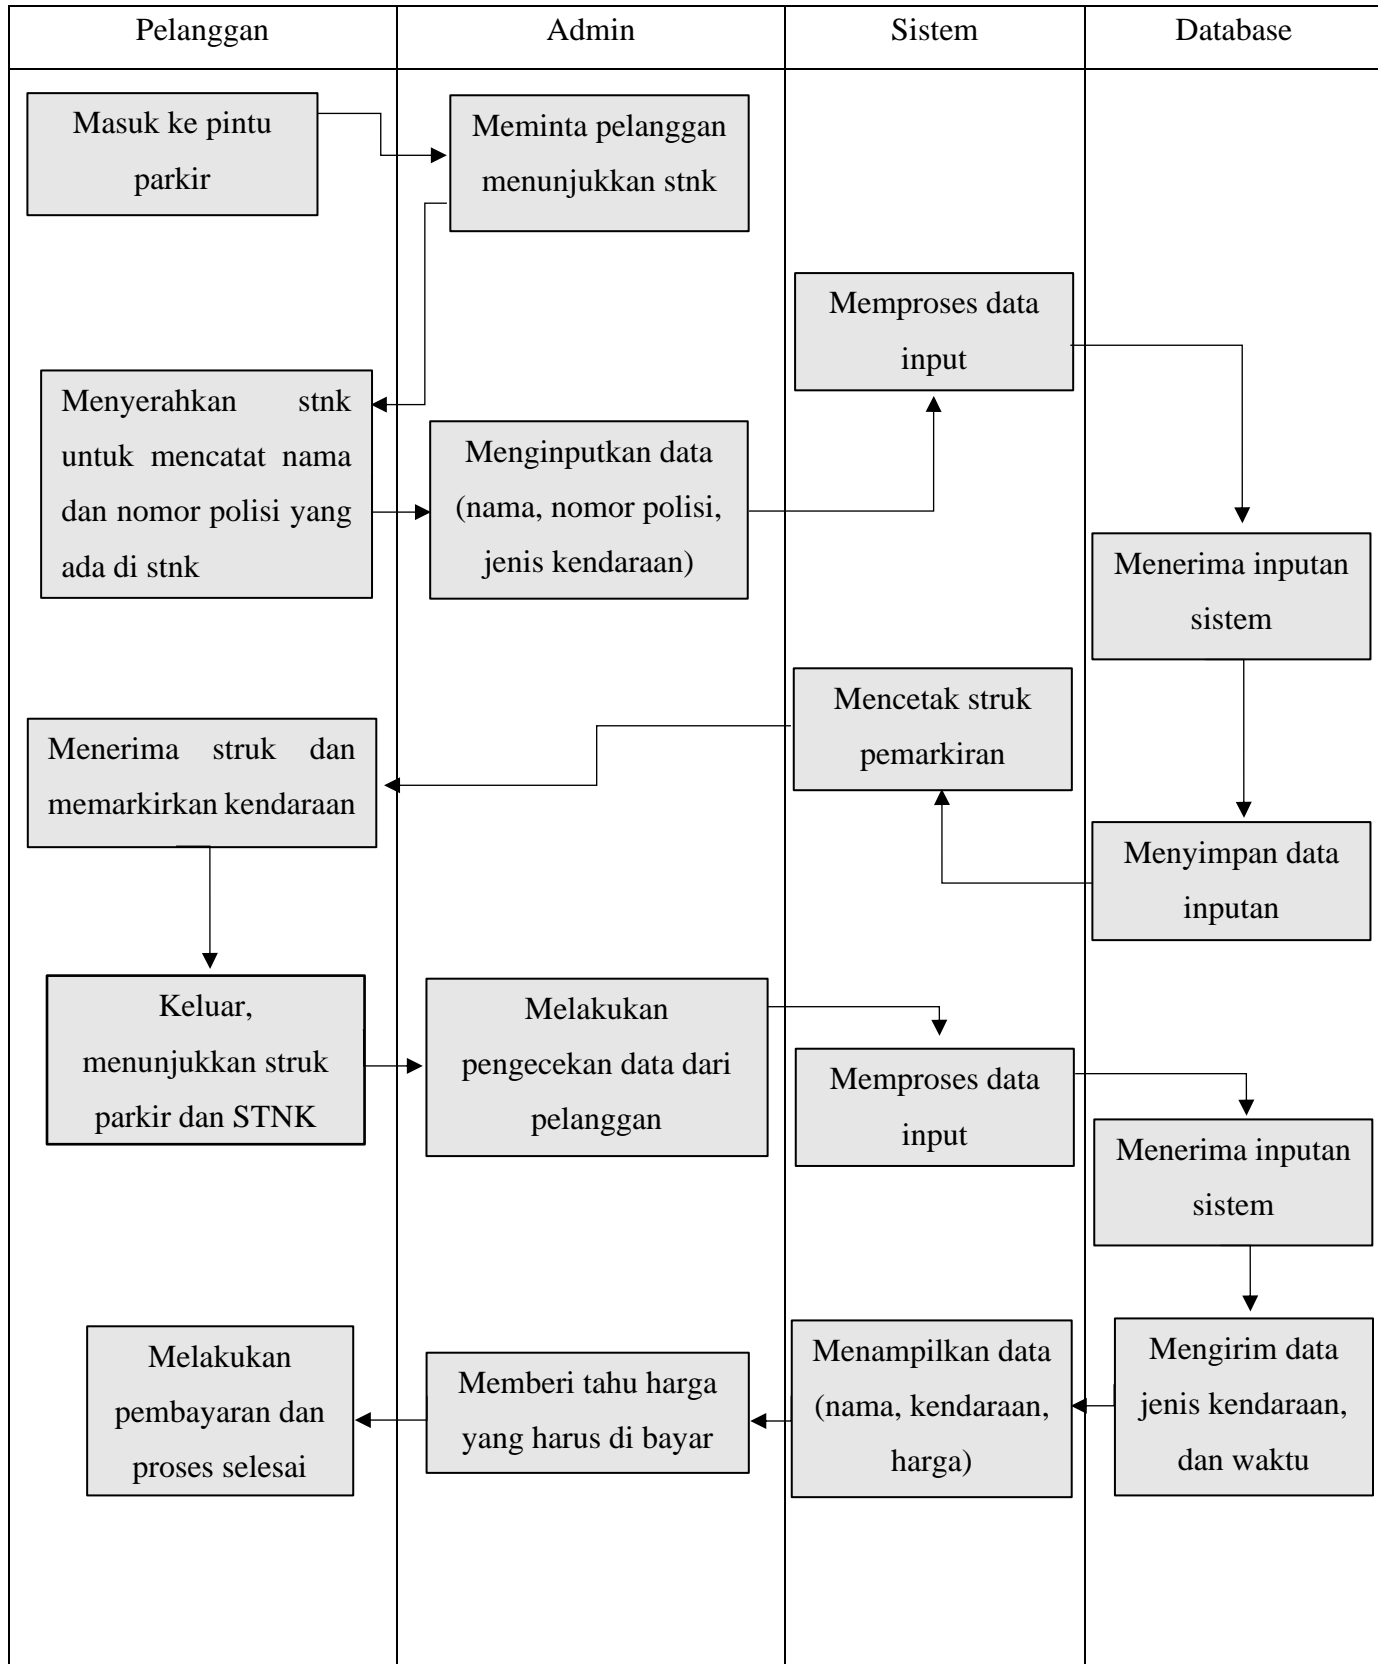 Pelanggan
Admin
Sistem
Database
Masuk ke pintu
parkir
Meminta pelanggan
menunjukkan stnk
Memproses data
input
Menyerahkan stnk
untuk mencatat nama
dan nomor polisi yang
ada di stnk
Menginputkan data
(nama, nomor polisi,
jenis kendaraan)
Menerima inputan
sistem
Mencetak struk
pemarkiran
Menerima struk dan
memarkirkan kendaraan
Menyimpan data
inputan
Keluar,
menunjukkan struk
parkir dan STNK
Melakukan
pengecekan data dari
pelanggan
Memproses data
input
Menerima inputan
sistem
Melakukan
pembayaran dan
proses selesai
Memberi tahu harga
yang harus di bayar
Menampilkan data
(nama, kendaraan,
harga)
Mengirim data
jenis kendaraan,
dan waktu